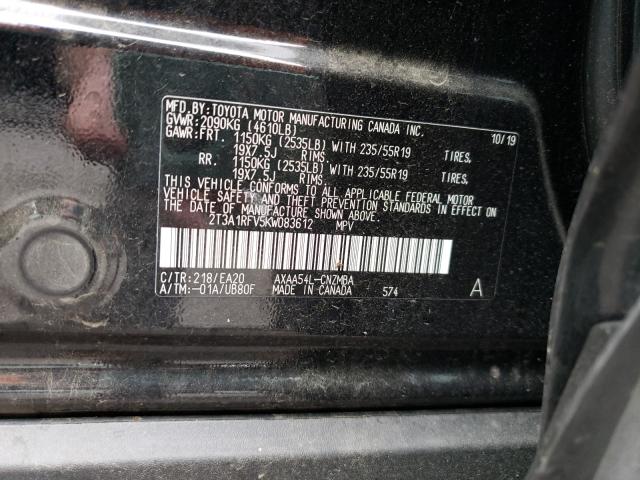 MFD.BY:TOYOTA MOTOR MANUFACTURING CANADA INC. 10/19
GVWR:2090KG (4610LB)
GAWR:FRT. 1150KG (2535LB) WITH 235/55R19 TIRES,
19X7.5J RIMS.
RR. 1150KG (2535LB) WITH 235/55R19 TIRES,
19X7.5J RIMS.
THIS VEHICLE CONFORMS TO ALL APPLICABLE FEDERAL MOTOR
VEHICLE SAFETY AND THEFT PREVENTION STANDARDS IN EFFECT
ON THE DATE OF MANUFACTURE SHOWN ABOVE.
2T3A1RFV5KW083612 MPV
C/TR:218/EA20 AXAA54L-CNZMBA
A/TM:-01A/UB80F MADE IN CANADA 574 A